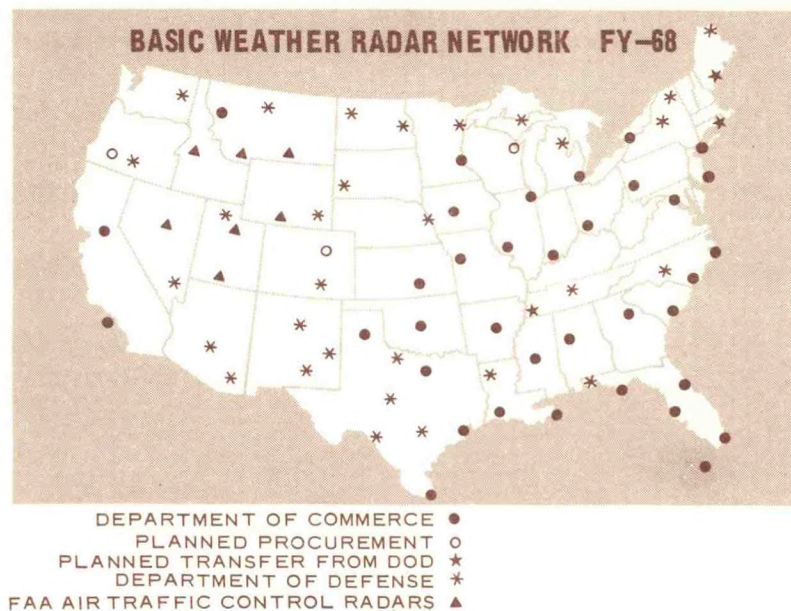 BASIC WEATHER RADAR NETWORK FY–68
DEPARTMENT OF COMMERCE ●
PLANNED PROCUREMENT ○
PLANNED TRANSFER FROM DOD ★
DEPARTMENT OF DEFENSE *
FAA AIR TRAFFIC CONTROL RADARS ▲